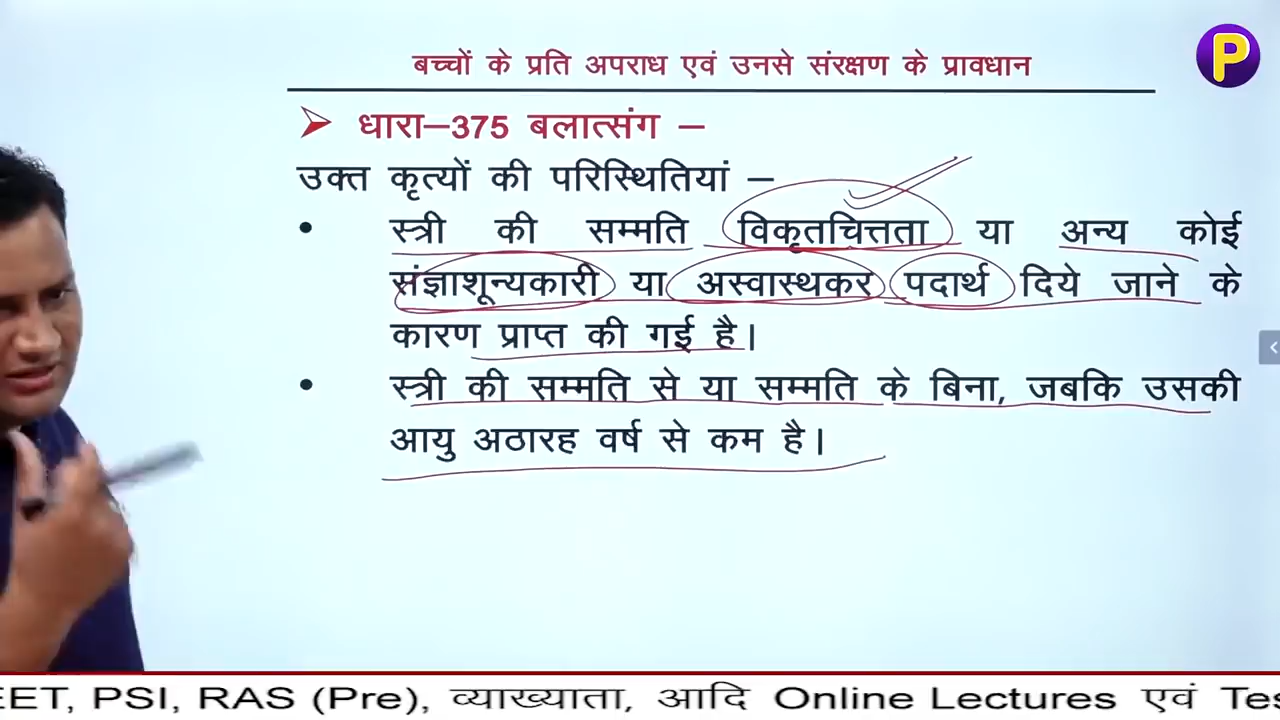 बच्चों के प्रति अपराध एवं उनसे संरक्षण के प्रावधान
P
धारा–375 बलात्संग –
उक्त कृत्यों की परिस्थितियां –
• स्त्री की सम्मति विकृतचित्तता या अन्य कोई
संज्ञाशून्यकारी या अस्वास्थकर पदार्थ दिये जाने के
कारण प्राप्त की गई है।
• स्त्री की सम्मति से या सम्मति के बिना, जबकि उसकी
आयु अठारह वर्ष से कम है।
EET, PSI, RAS (Pre), व्याख्याता, आदि Online Lectures एवं Tes